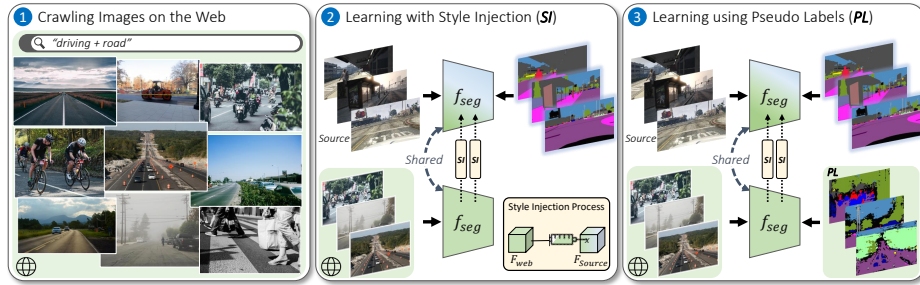 1 Crawling Images on the Web
"driving + road"
2 Learning with Style Injection (SI)
f_seg
Source
SI SI
Shared
f_seg
Style Injection Process
F_web F_Source
3 Learning using Pseudo Labels (PL)
f_seg
Source
SI SI
Shared
PL
f_seg